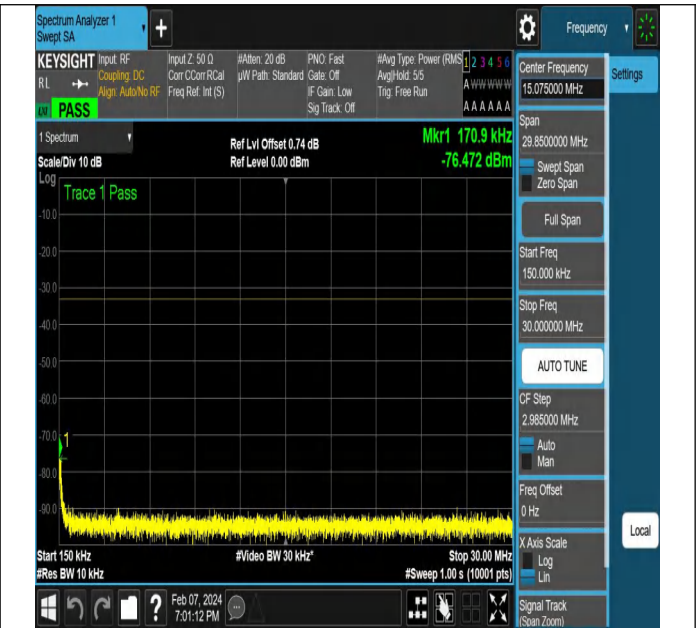 Spectrum Analyzer 1
Swept SA
+
Frequency
KEYSIGHT
RL
PASS
Input: RF
Coupling: DC
Align: Auto/No RF
Input Z: 50 Ω
Corr CCorr RCal
Freq Ref: Int (S)
#Atten: 20 dB
µW Path: Standard
PNO: Fast
Gate: Off
IF Gain: Low
Sig Track: Off
#Avg Type: Power (RMS
Avg|Hold: 5/5
Trig: Free Run
1 2 3 4 5 6
A W W W W W
A A A A A A
Center Frequency
15.075000 MHz
Settings
Span
29.8500000 MHz
Swept Span
Zero Span
Full Span
Start Freq
150.000 kHz
Stop Freq
30.000000 MHz
AUTO TUNE
CF Step
2.985000 MHz
Auto
Man
Freq Offset
0 Hz
X Axis Scale
Log
Lin
Signal Track
(Span Zoom)
Local
1 Spectrum
Scale/Div 10 dB
Log
Ref Lvl Offset 0.74 dB
Ref Level 0.00 dBm
Mkr1 170.9 kHz
-76.472 dBm
Trace 1 Pass
-10.0
-20.0
-30.0
-40.0
-50.0
-60.0
-70.0
1
-80.0
-90.0
Start 150 kHz
#Res BW 10 kHz
#Video BW 30 kHz*
Stop 30.00 MHz
#Sweep 1.00 s (10001 pts)
?
Feb 07, 2024
7:01:12 PM